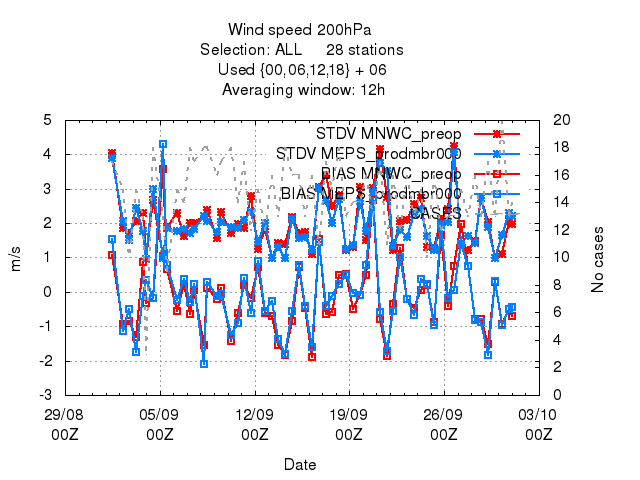 Wind speed 200hPa
Selection: ALL 28 stations
Used {00,06,12,18} + 06
Averaging window: 12h
STDV MNWC_preop
STDV MEPS_prodmbr000
BIAS MNWC_preop
BIAS MEPS_prodmbr000
CASES
5
4
3
2
1
0
-1
-2
-3
m/s
20
18
16
14
12
10
8
6
4
2
0
No cases
29/08 05/09 12/09 19/09 26/09 03/10
00Z 00Z 00Z 00Z 00Z 00Z
Date